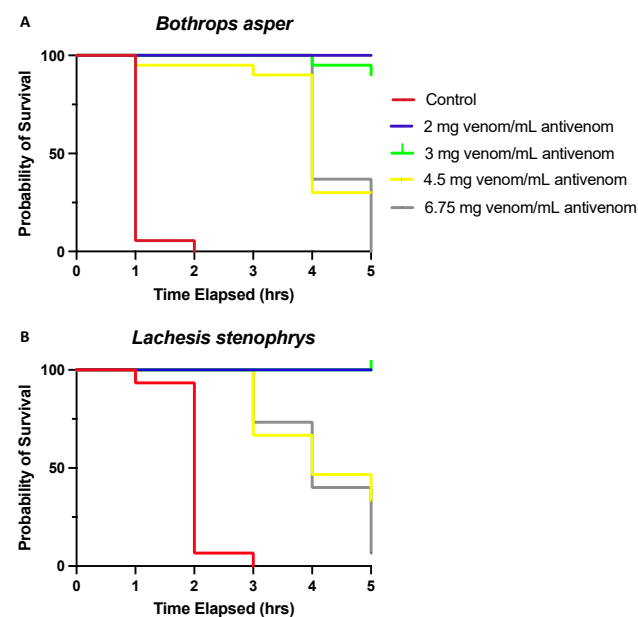 A
Bothrops asper
Probability of Survival
100
50
0
0 1 2 3 4 5
Time Elapsed (hrs)
Control
2 mg venom/mL antivenom
3 mg venom/mL antivenom
4.5 mg venom/mL antivenom
6.75 mg venom/mL antivenom
B
Lachesis stenophrys
Probability of Survival
100
50
0
0 1 2 3 4 5
Time Elapsed (hrs)